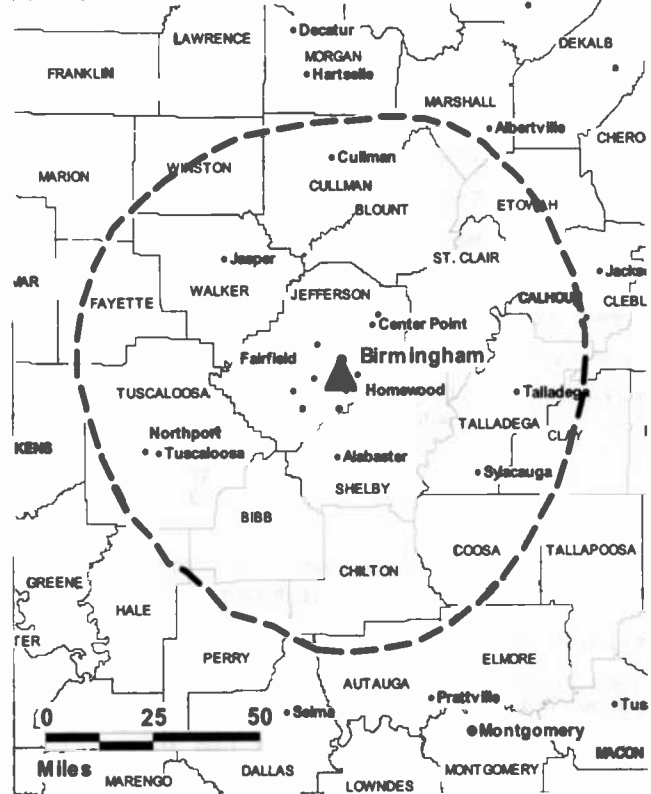 Decatur
LAWRENCE
DEKALB
MORGAN
FRANKLIN
Hartselle
MARSHALL
Albertville
CHERO
Cullman
WINSTON
MARION
CULLMAN
ETOWAH
BLOUNT
ST. CLAIR
Jasper
Jacks
WALKER
JEFFERSON
CALHOUN
CLEBL
FAYETTE
Center Point
Fairfield
Birmingham
Homewood
TUSCALOOSA
Talladega
TALLADEGA
CLAY
Northport
KENS
Tuscaloosa
Alabaster
Sylacauga
SHELBY
BIBB
COOSA
TALLAPOOSA
CHILTON
GREENE
HALE
TER
PERRY
ELMORE
AUTAUGA
Prattville
Tus
0 25 50
Selma
Montgomery
Miles
MACON
DALLAS
MONTGOMERY
MARENGO
LOWNDES